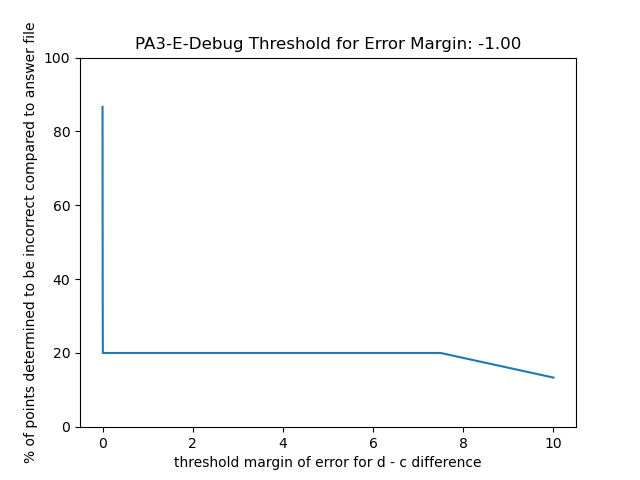 PA3-E-Debug Threshold for Error Margin: -1.00
% of points determined to be incorrect compared to answer file
100
80
60
40
20
0
0 2 4 6 8 10
threshold margin of error for d - c difference